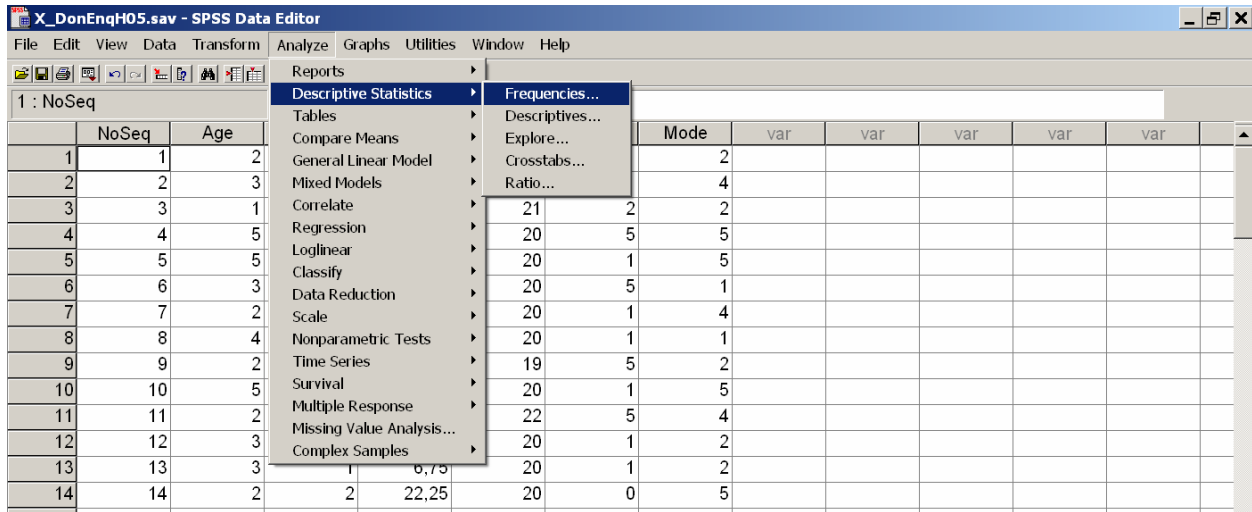 X_DonEnqH05.sav - SPSS Data Editor
File Edit View Data Transform Analyze Graphs Utilities Window Help
1 : NoSeq
Reports
Descriptive Statistics
Tables
Compare Means
General Linear Model
Mixed Models
Correlate
Regression
Loglinear
Classify
Data Reduction
Scale
Nonparametric Tests
Time Series
Survival
Multiple Response
Missing Value Analysis...
Complex Samples
Frequencies...
Descriptives...
Explore...
Crosstabs...
Ratio...
NoSeq Age Mode var var var var var
1 1 2 2
2 2 3 4
3 3 1 21 2 2
4 4 5 20 5 5
5 5 5 20 1 5
6 6 3 20 5 1
7 7 2 20 1 4
8 8 4 20 1 1
9 9 2 19 5 2
10 10 5 20 1 5
11 11 2 22 5 4
12 12 3 20 1 2
13 13 3 1 6,75 20 1 2
14 14 2 2 22,25 20 0 5